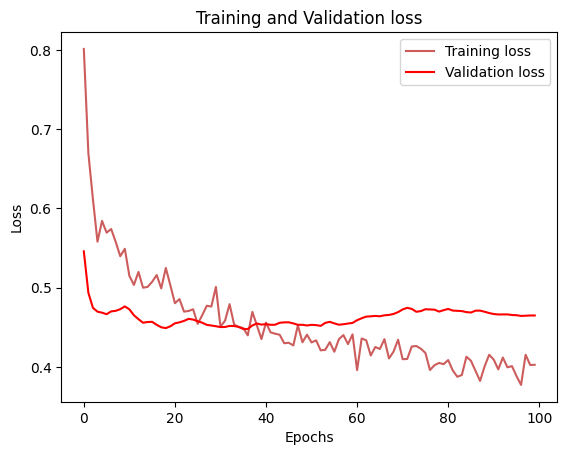 Training and Validation loss
Training loss
Validation loss
Loss
0.8
0.7
0.6
0.5
0.4
0
20
40
60
80
100
Epochs